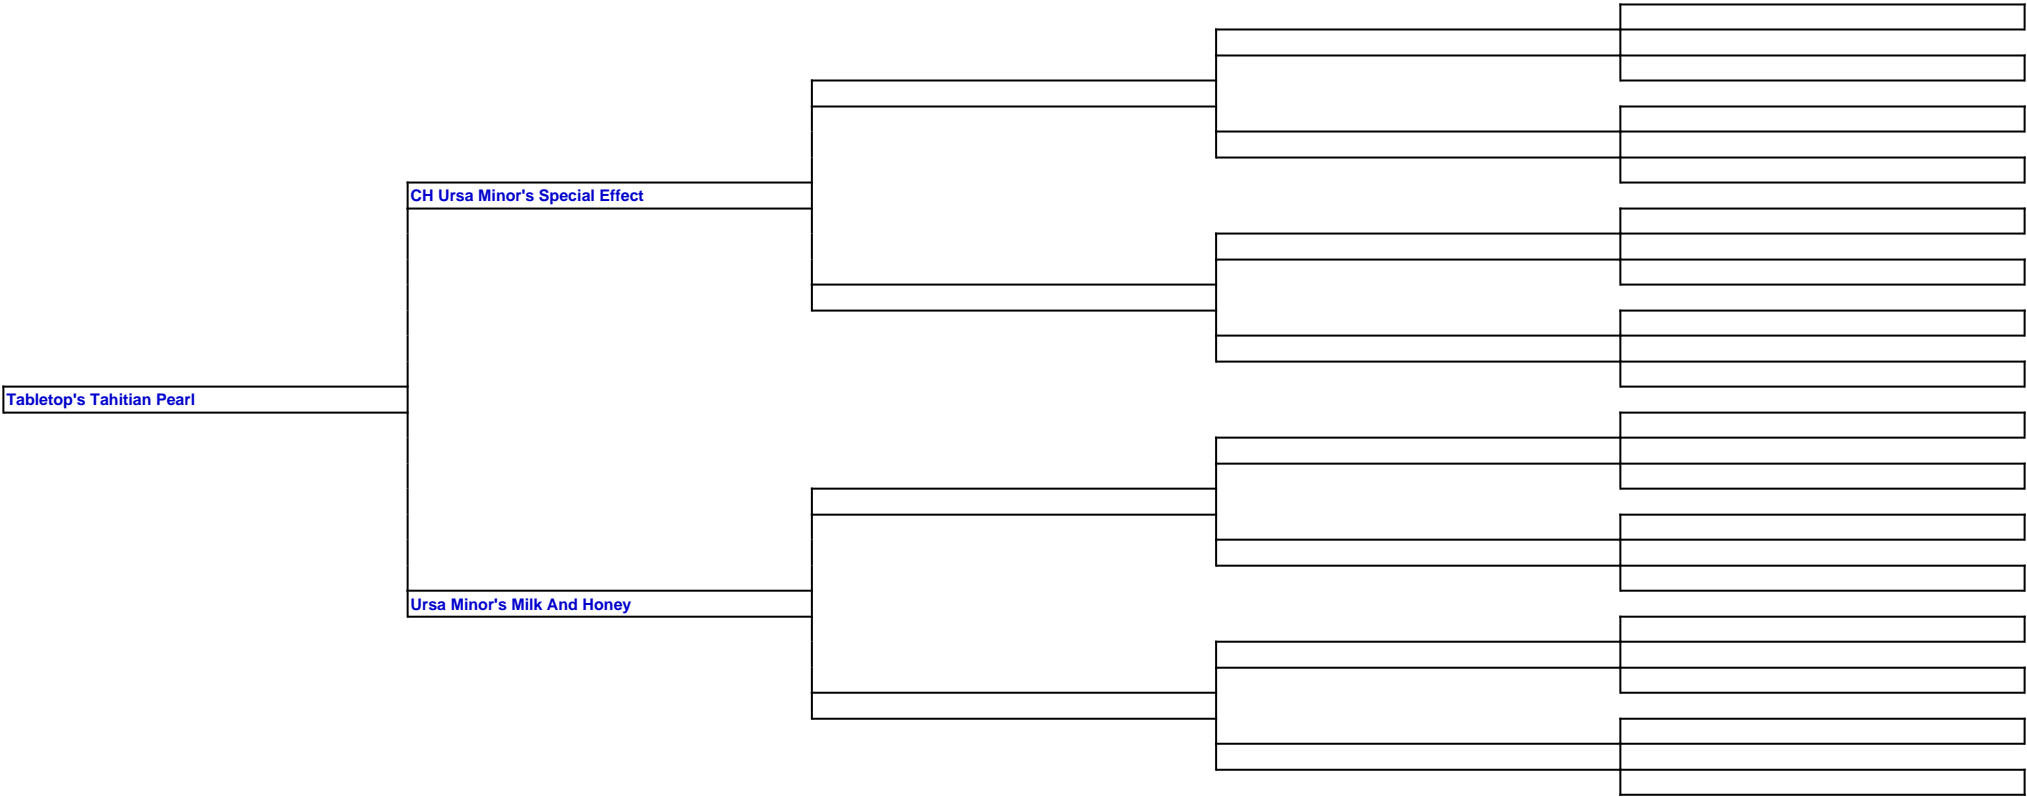 CH Ursa Minor's Special Effect
Tabletop's Tahitian Pearl
Ursa Minor's Milk And Honey